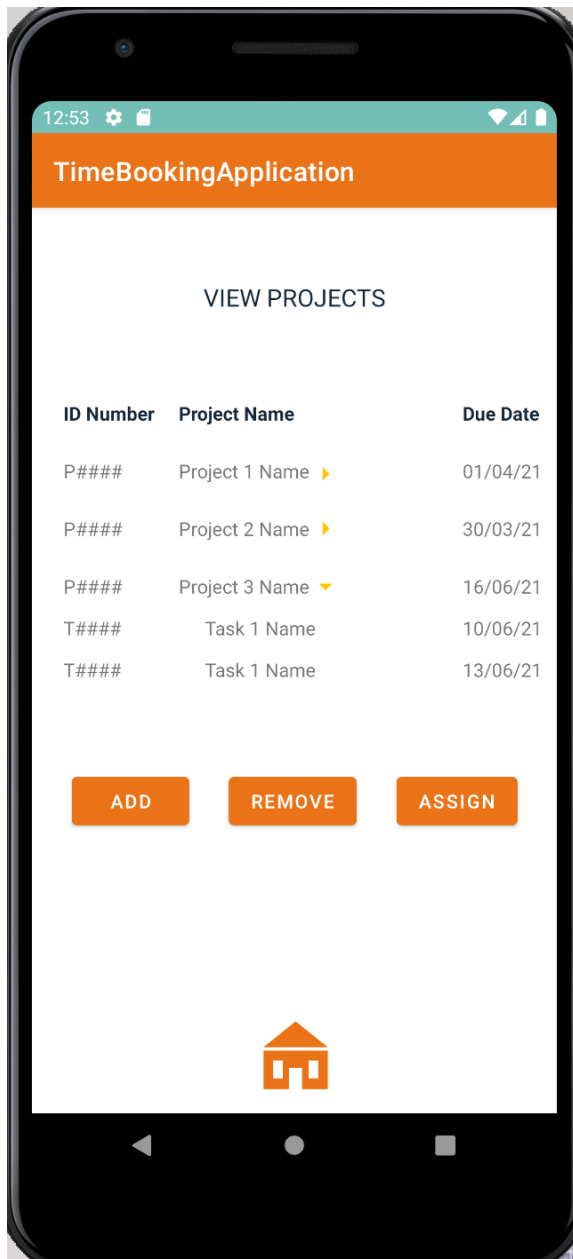 12:53
TimeBookingApplication
VIEW PROJECTS
ID Number Project Name Due Date
P#### Project 1 Name 01/04/21
P#### Project 2 Name 30/03/21
P#### Project 3 Name 16/06/21
T#### Task 1 Name 10/06/21
T#### Task 1 Name 13/06/21
ADD REMOVE ASSIGN